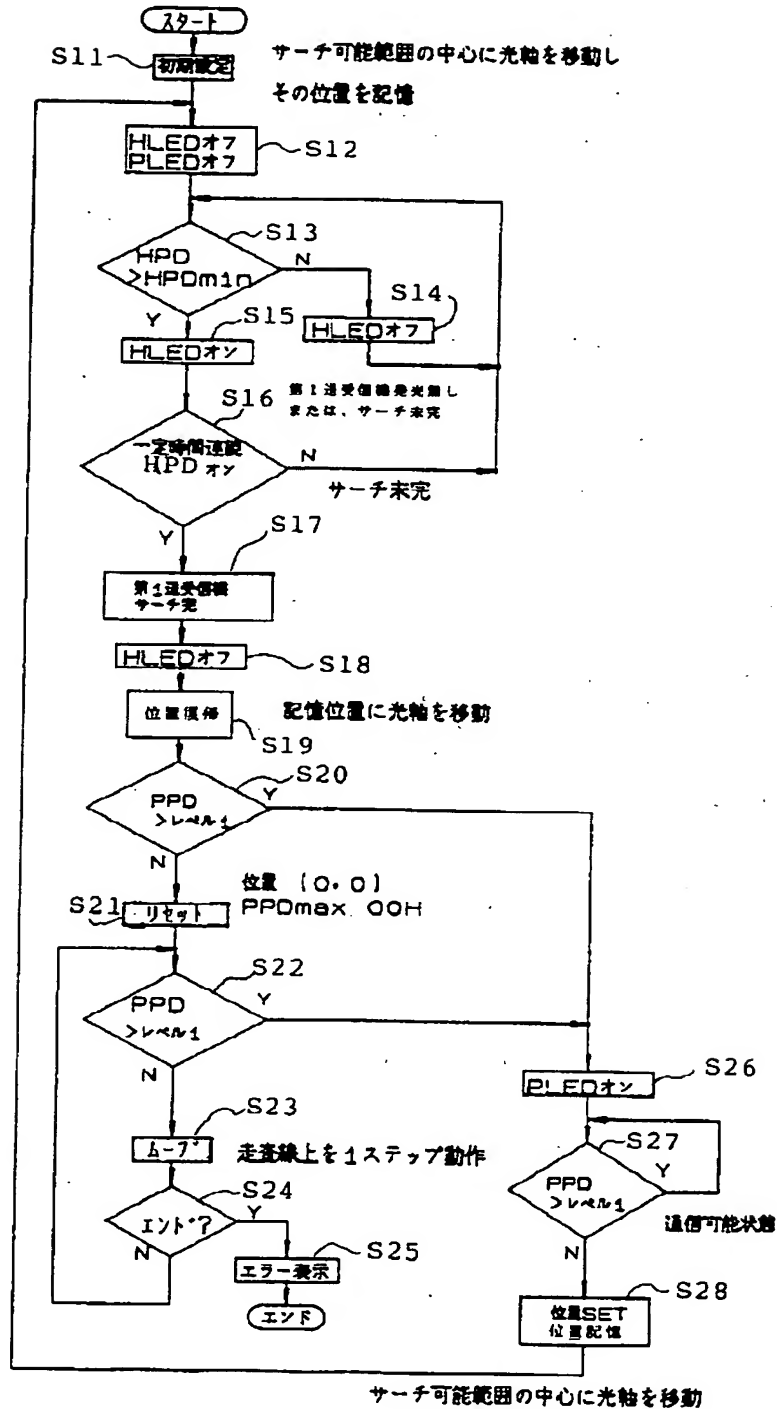 スタート
S11
初期設定
サーチ可能範囲の中心に光軸を移動し
その位置を記憶
HLEDオフ
PLEDオフ
S12
S13
HPD
>HPDmin
N
Y
S14
HLEDオフ
S15
HLEDオン
S16
第1送受信機発光無し
または、サーチ未完
一定時間連続
HPDオン
N
サーチ未完
Y
S17
第1送受信機
サーチ完
HLEDオフ
S18
位置復帰
記憶位置に光軸を移動
S19
S20
PPD
>レベル1
Y
N
位置 (0.0)
PPDmax 00H
S21
リセット
S22
PPD
>レベル1
Y
N
S26
PLEDオン
S23
ムーブ
走査線上を1ステップ動作
S27
PPD
>レベル1
Y
通信可能状態
N
S24
エンド?
Y
N
S25
エラー表示
エンド
S28
位置SET
位置記憶
サーチ可能範囲の中心に光軸を移動